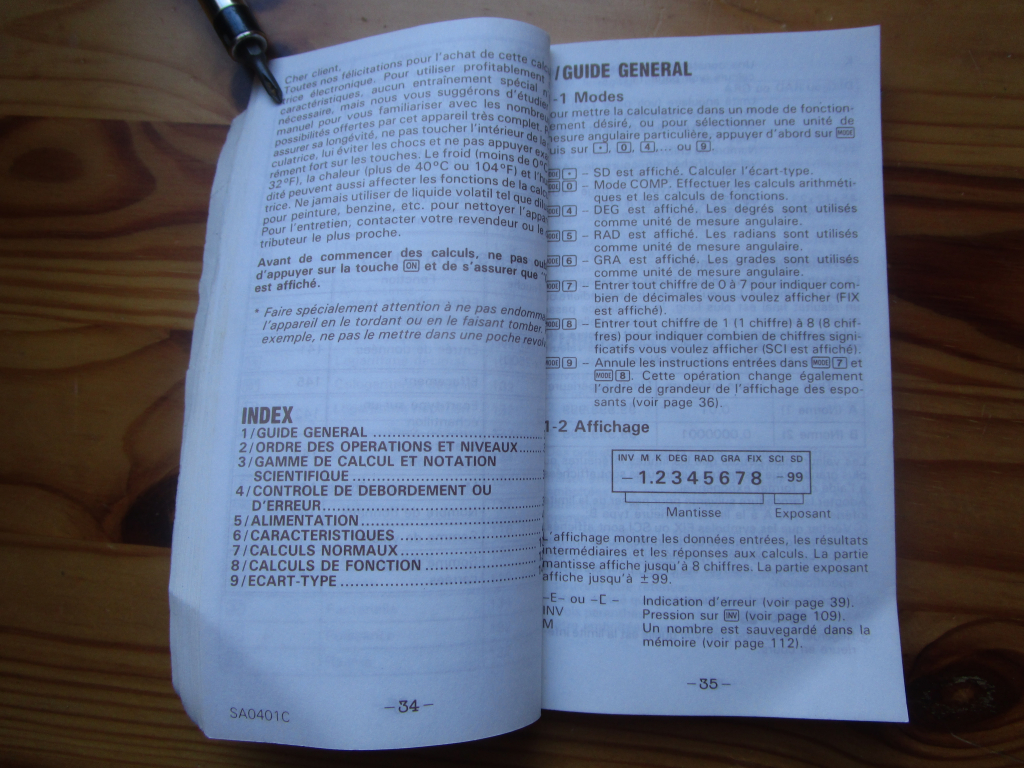 Cher client,
Toutes nos félicitations pour l'achat de cette
trice électronique. Pour utiliser profitablement
caractéristiques, aucun entraînement spécial n'
nécessaire, mais nous vous suggérons d'étudier
manuel pour vous familiariser avec les
possibilités offertes par cet appareil très complet.
assurer sa longévité, ne pas toucher l'intérieur de la
culatrice, lui éviter les chocs et ne pas appuyer
rément fort sur les touches. Le froid (moins de 0°C
32°F), la chaleur (plus de 40°C ou 104°F) et
dité peuvent aussi affecter les fonctions de la
trice. Ne jamais utiliser de liquide volatil tel que
pour peinture, benzine, etc. pour nettoyer
Pour l'entretien, contacter votre revendeur ou le
tributeur le plus proche.
Avant de commencer des calculs, ne pas
d'appuyer sur la touche ON et de s'assurer que
est affiché.
* Faire spécialement attention à ne pas
l'appareil en le tordant ou en le faisant tomber.
exemple, ne pas le mettre dans une poche
INDEX
1/GUIDE GENERAL
2/ORDRE DES OPERATIONS ET NIVEAUX
3/GAMME DE CALCUL ET NOTATION
SCIENTIFIQUE
4/CONTROLE DE DEBORDEMENT OU
D'ERREUR
5/ALIMENTATION
6/CARACTERISTIQUES
7/CALCULS NORMAUX
8/CALCULS DE FONCTION
9/ECART-TYPE
SA0401C
–34–
/GUIDE GENERAL
-1 Modes
our mettre la calculatrice dans un mode de fonction-
ement désiré, ou pour sélectionner une unité de
esure angulaire particulière, appuyer d'abord sur MODE
uis sur •, 0, 4,... ou 9.
• – SD est affiché. Calculer l'écart-type.
0 – Mode COMP. Effectuer les calculs arithméti-
ques et les calculs de fonctions.
4 – DEG est affiché. Les degrés sont utilisés
comme unité de mesure angulaire.
5 – RAD est affiché. Les radians sont utilisés
comme unité de mesure angulaire.
6 – GRA est affiché. Les grades sont utilisés
comme unité de mesure angulaire.
7 – Entrer tout chiffre de 0 à 7 pour indiquer com-
bien de décimales vous voulez afficher (FIX
est affiché).
8 – Entrer tout chiffre de 1 (1 chiffre) à 8 (8 chif-
fres) pour indiquer combien de chiffres signi-
ficatifs vous voulez afficher (SCI est affiché).
9 – Annule les instructions entrées dans MODE 7 et
MODE 8. Cette opération change également
l'ordre de grandeur de l'affichage des expo-
sants (voir page 36).
1-2 Affichage
INV M K DEG RAD GRA FIX SCI SD
–1.2345678 –99
Mantisse Exposant
L'affichage montre les données entrées, les résultats
intermédiaires et les réponses aux calculs. La partie
mantisse affiche jusqu'à 8 chiffres. La partie exposant
affiche jusqu'à ±99.
–E– ou –[ – Indication d'erreur (voir page 39).
INV Pression sur INV (voir page 109).
M Un nombre est sauvegardé dans la
mémoire (voir page 112).
–35–